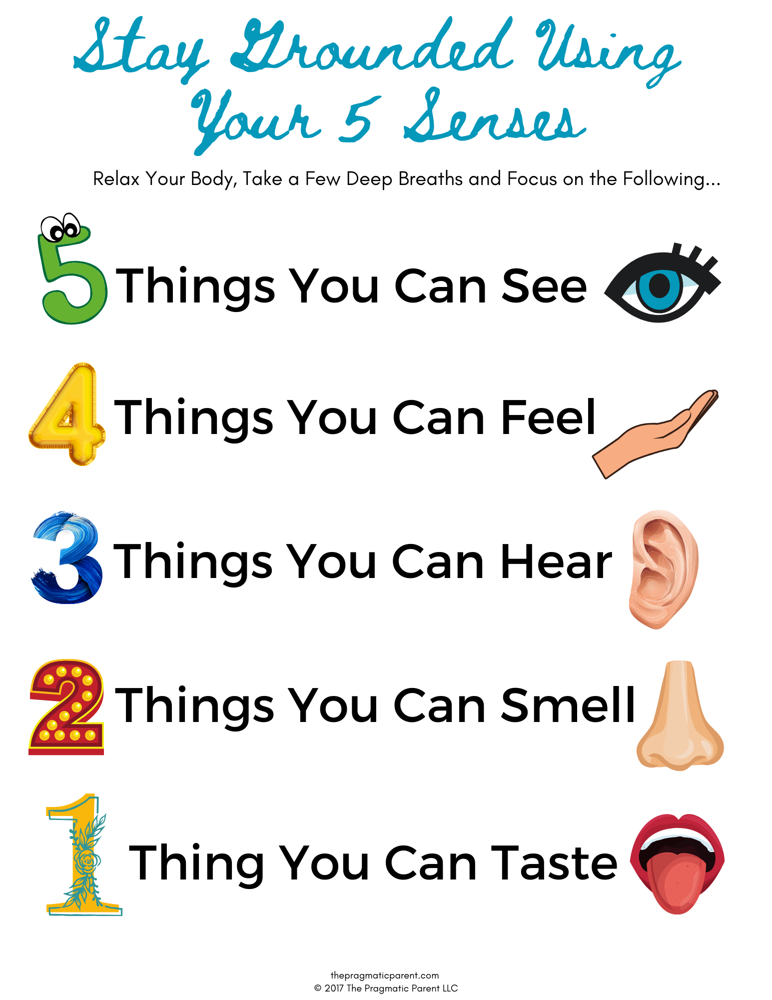 Stay Grounded Using
Your 5 Senses
Relax Your Body, Take a Few Deep Breaths and Focus on the Following...
5 Things You Can See
4 Things You Can Feel
3 Things You Can Hear
2 Things You Can Smell
1 Thing You Can Taste
thepragmaticparent.com
© 2017 The Pragmatic Parent LLC